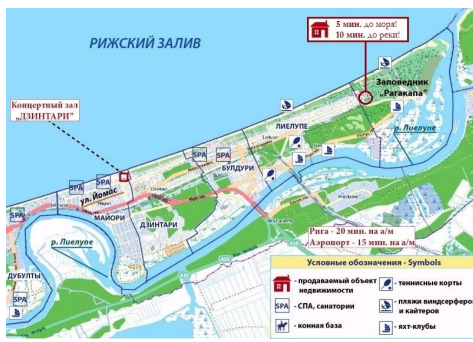 5 мин. до моря!
10 мин. до реки!
РИЖСКИЙ ЗАЛИВ
Заповедник
„Рагакапа”
Концертный зал
„ДЗИНТАРИ”
ЛИЕЛУПЕ
р. Лиелупе
SPA
SPA
БУЛДУРИ
SPA
SPA
ул. Йомас
SPA
МАЙОРИ
ДЗИНТАРИ
р.Лиелупе
Рига - 20 мин. на а/м
Аэропорт - 15 мин. на а/м
ДУБУЛТЫ
SPA
Условные обозначения - Symbols
- продаваемый объект
недвижимости
- теннисные корты
SPA - СПА, санатории
- пляжи виндсерферо
и кайтеров
- конная база
- яхт-клубы